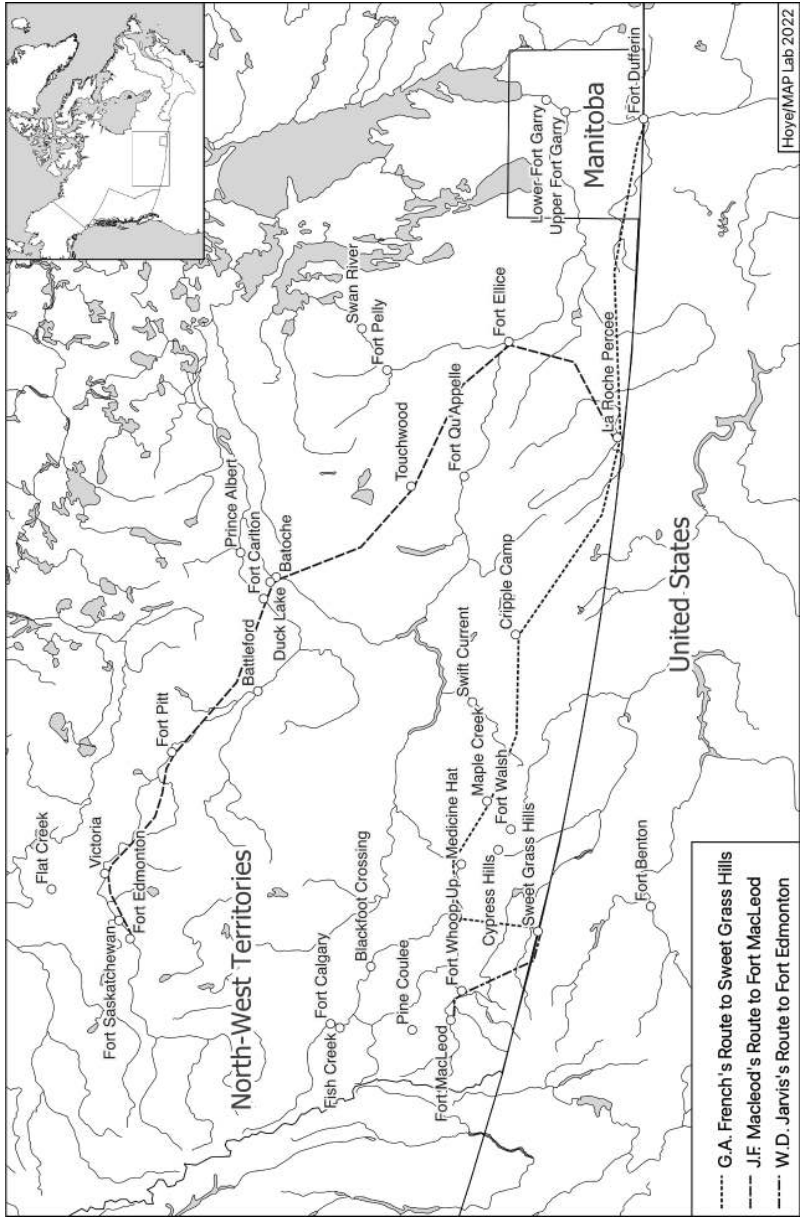 Flat Creek
Victoria
Fort Edmonton
Fort Saskatchewan
Fort Pitt
Battleford
Prince Albert
Fort Carlton
Duck Lake
Batoche
Touchwood
Swan River
Fort Pelly
Fort Qu'Appelle
Fort Ellice
Lower Fort Garry
Upper Fort Garry
Manitoba
Fort Dufferin
La Roche Percée
North-West Territories
Fort Calgary
Fish Creek
Blackfoot Crossing
Pine Coulee
Fort MacLeod
Fort Whoop-Up
Medicine Hat
Maple Creek
Swift Current
Cripple Camp
Fort Walsh
Cypress Hills
Sweet Grass Hills
Fort Benton
United States
G.A. French's Route to Sweet Grass Hills
J.F. Macleod's Route to Fort MacLeod
W.D. Jarvis's Route to Fort Edmonton
Hoye/MAP Lab 2022